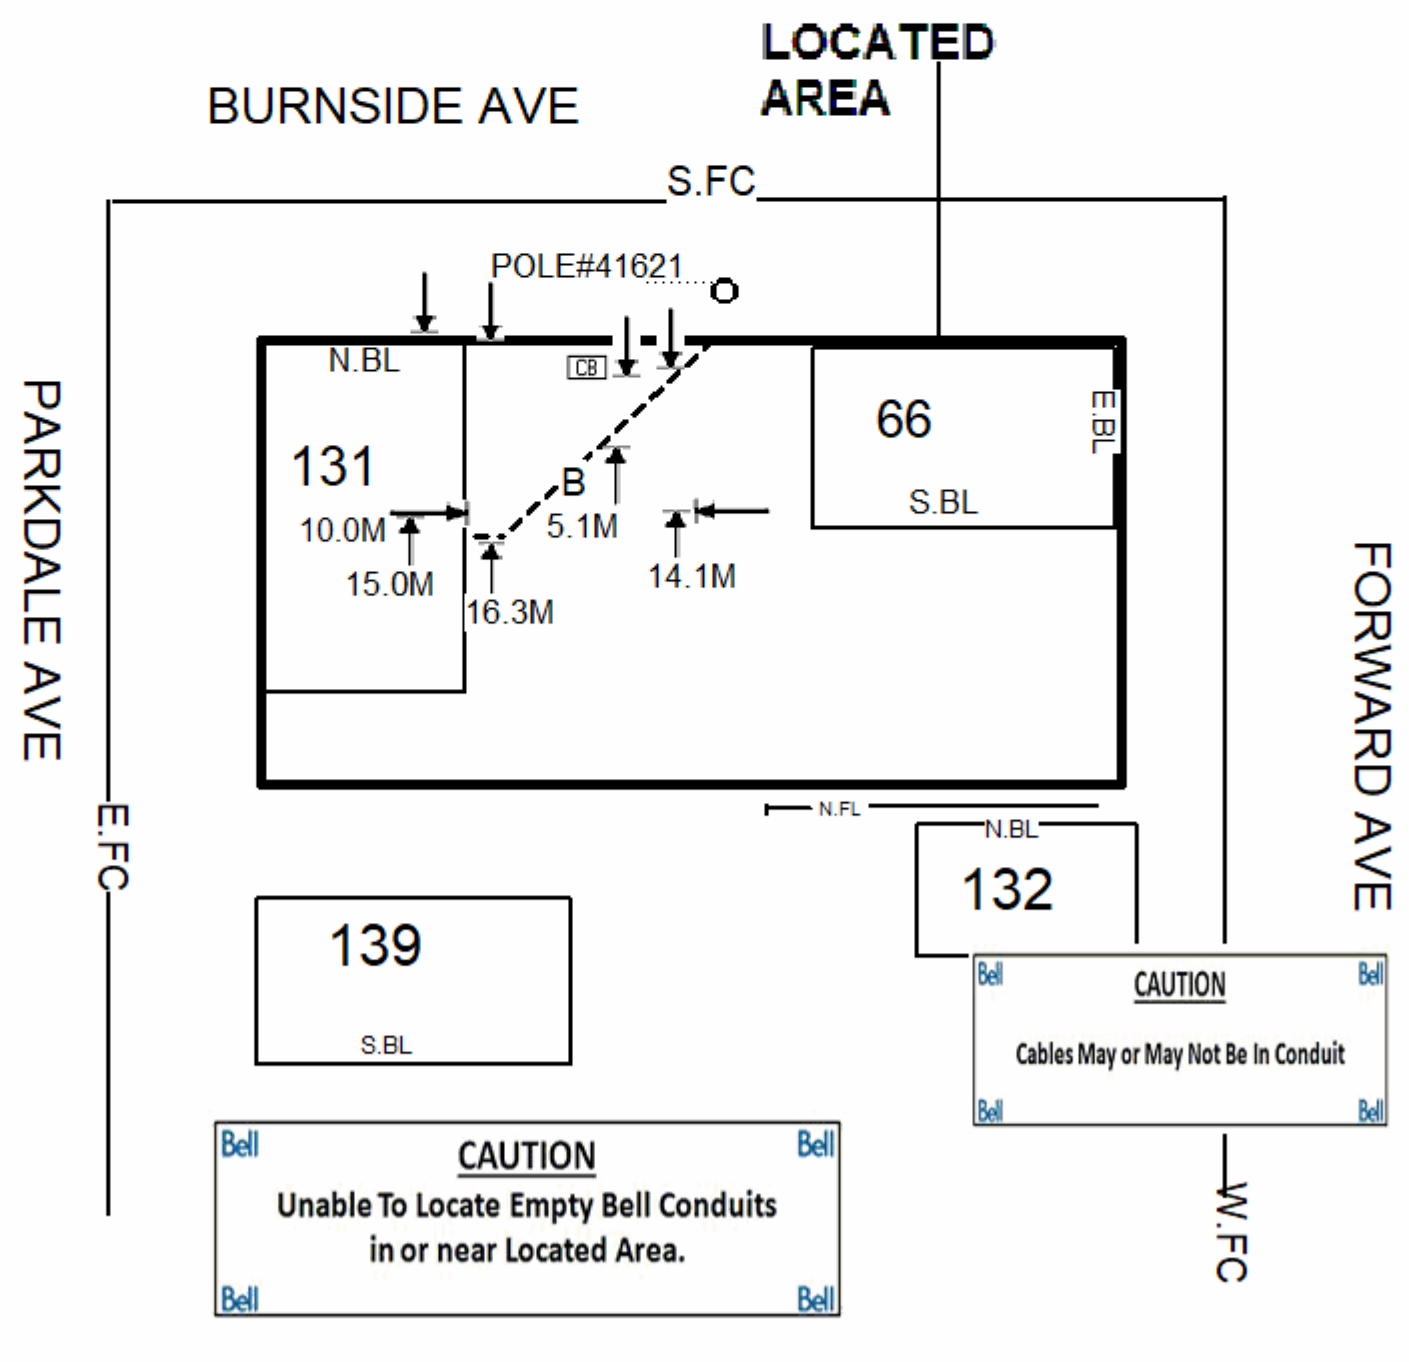 LOCATED
AREA
BURNSIDE AVE
S.FC
POLE#41621
N.BL
CB
E.BL
66
131
B
S.BL
10.0M
5.1M
15.0M
14.1M
16.3M
PARKDALE AVE
FORWARD AVE
E.FC
N.FL
N.BL
132
139
S.BL
Bell
CAUTION
Bell
Cables May or May Not Be In Conduit
Bell
Bell
Bell
CAUTION
Bell
Unable To Locate Empty Bell Conduits
in or near Located Area.
Bell
Bell
W.FC